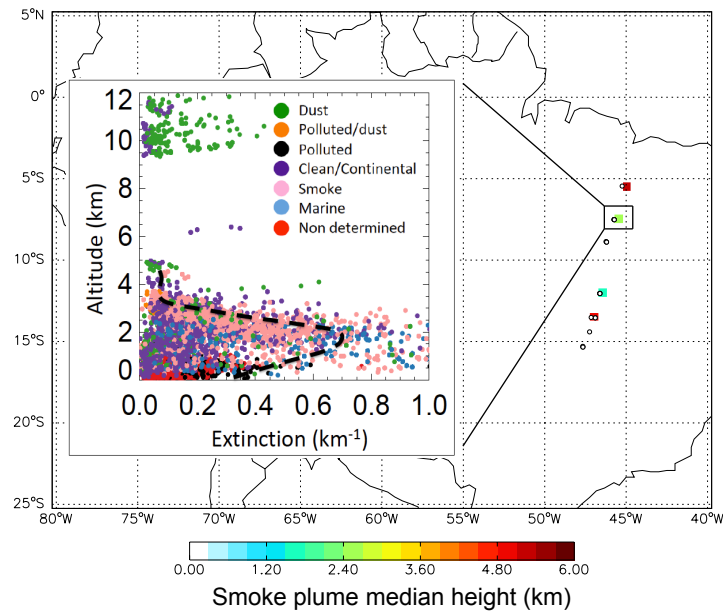 5°N
0°
5°S
10°S
15°S
20°S
25°S
80°W 75°W 70°W 65°W 60°W 55°W 50°W 45°W 40°W
12
10
8
6
4
2
0
Altitude (km)
Dust
Polluted/dust
Polluted
Clean/Continental
Smoke
Marine
Non determined
0.0 0.2 0.4 0.6 0.8 1.0
Extinction (km⁻¹)
0.00 1.20 2.40 3.60 4.80 6.00
Smoke plume median height (km)